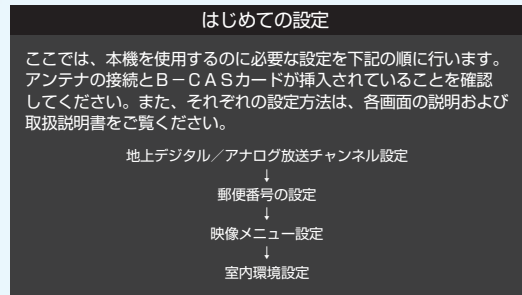 はじめての設定
ここでは、本機を使用するのに必要な設定を下記の順に行います。
アンテナの接続とB－CASカードが挿入されていることを確認
してください。また、それぞれの設定方法は、各画面の説明および
取扱説明書をご覧ください。
地上デジタル／アナログ放送チャンネル設定
↓
郵便番号の設定
↓
映像メニュー設定
↓
室内環境設定